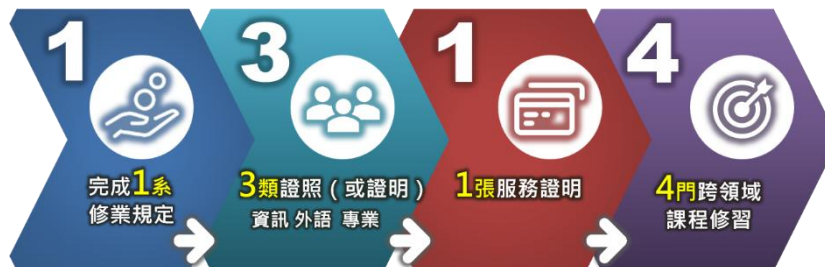 1
完成1系
修業規定
3
3類證照（或證明）
資訊 外語 專業
1
1張服務證明
4
4門跨領域
課程修習